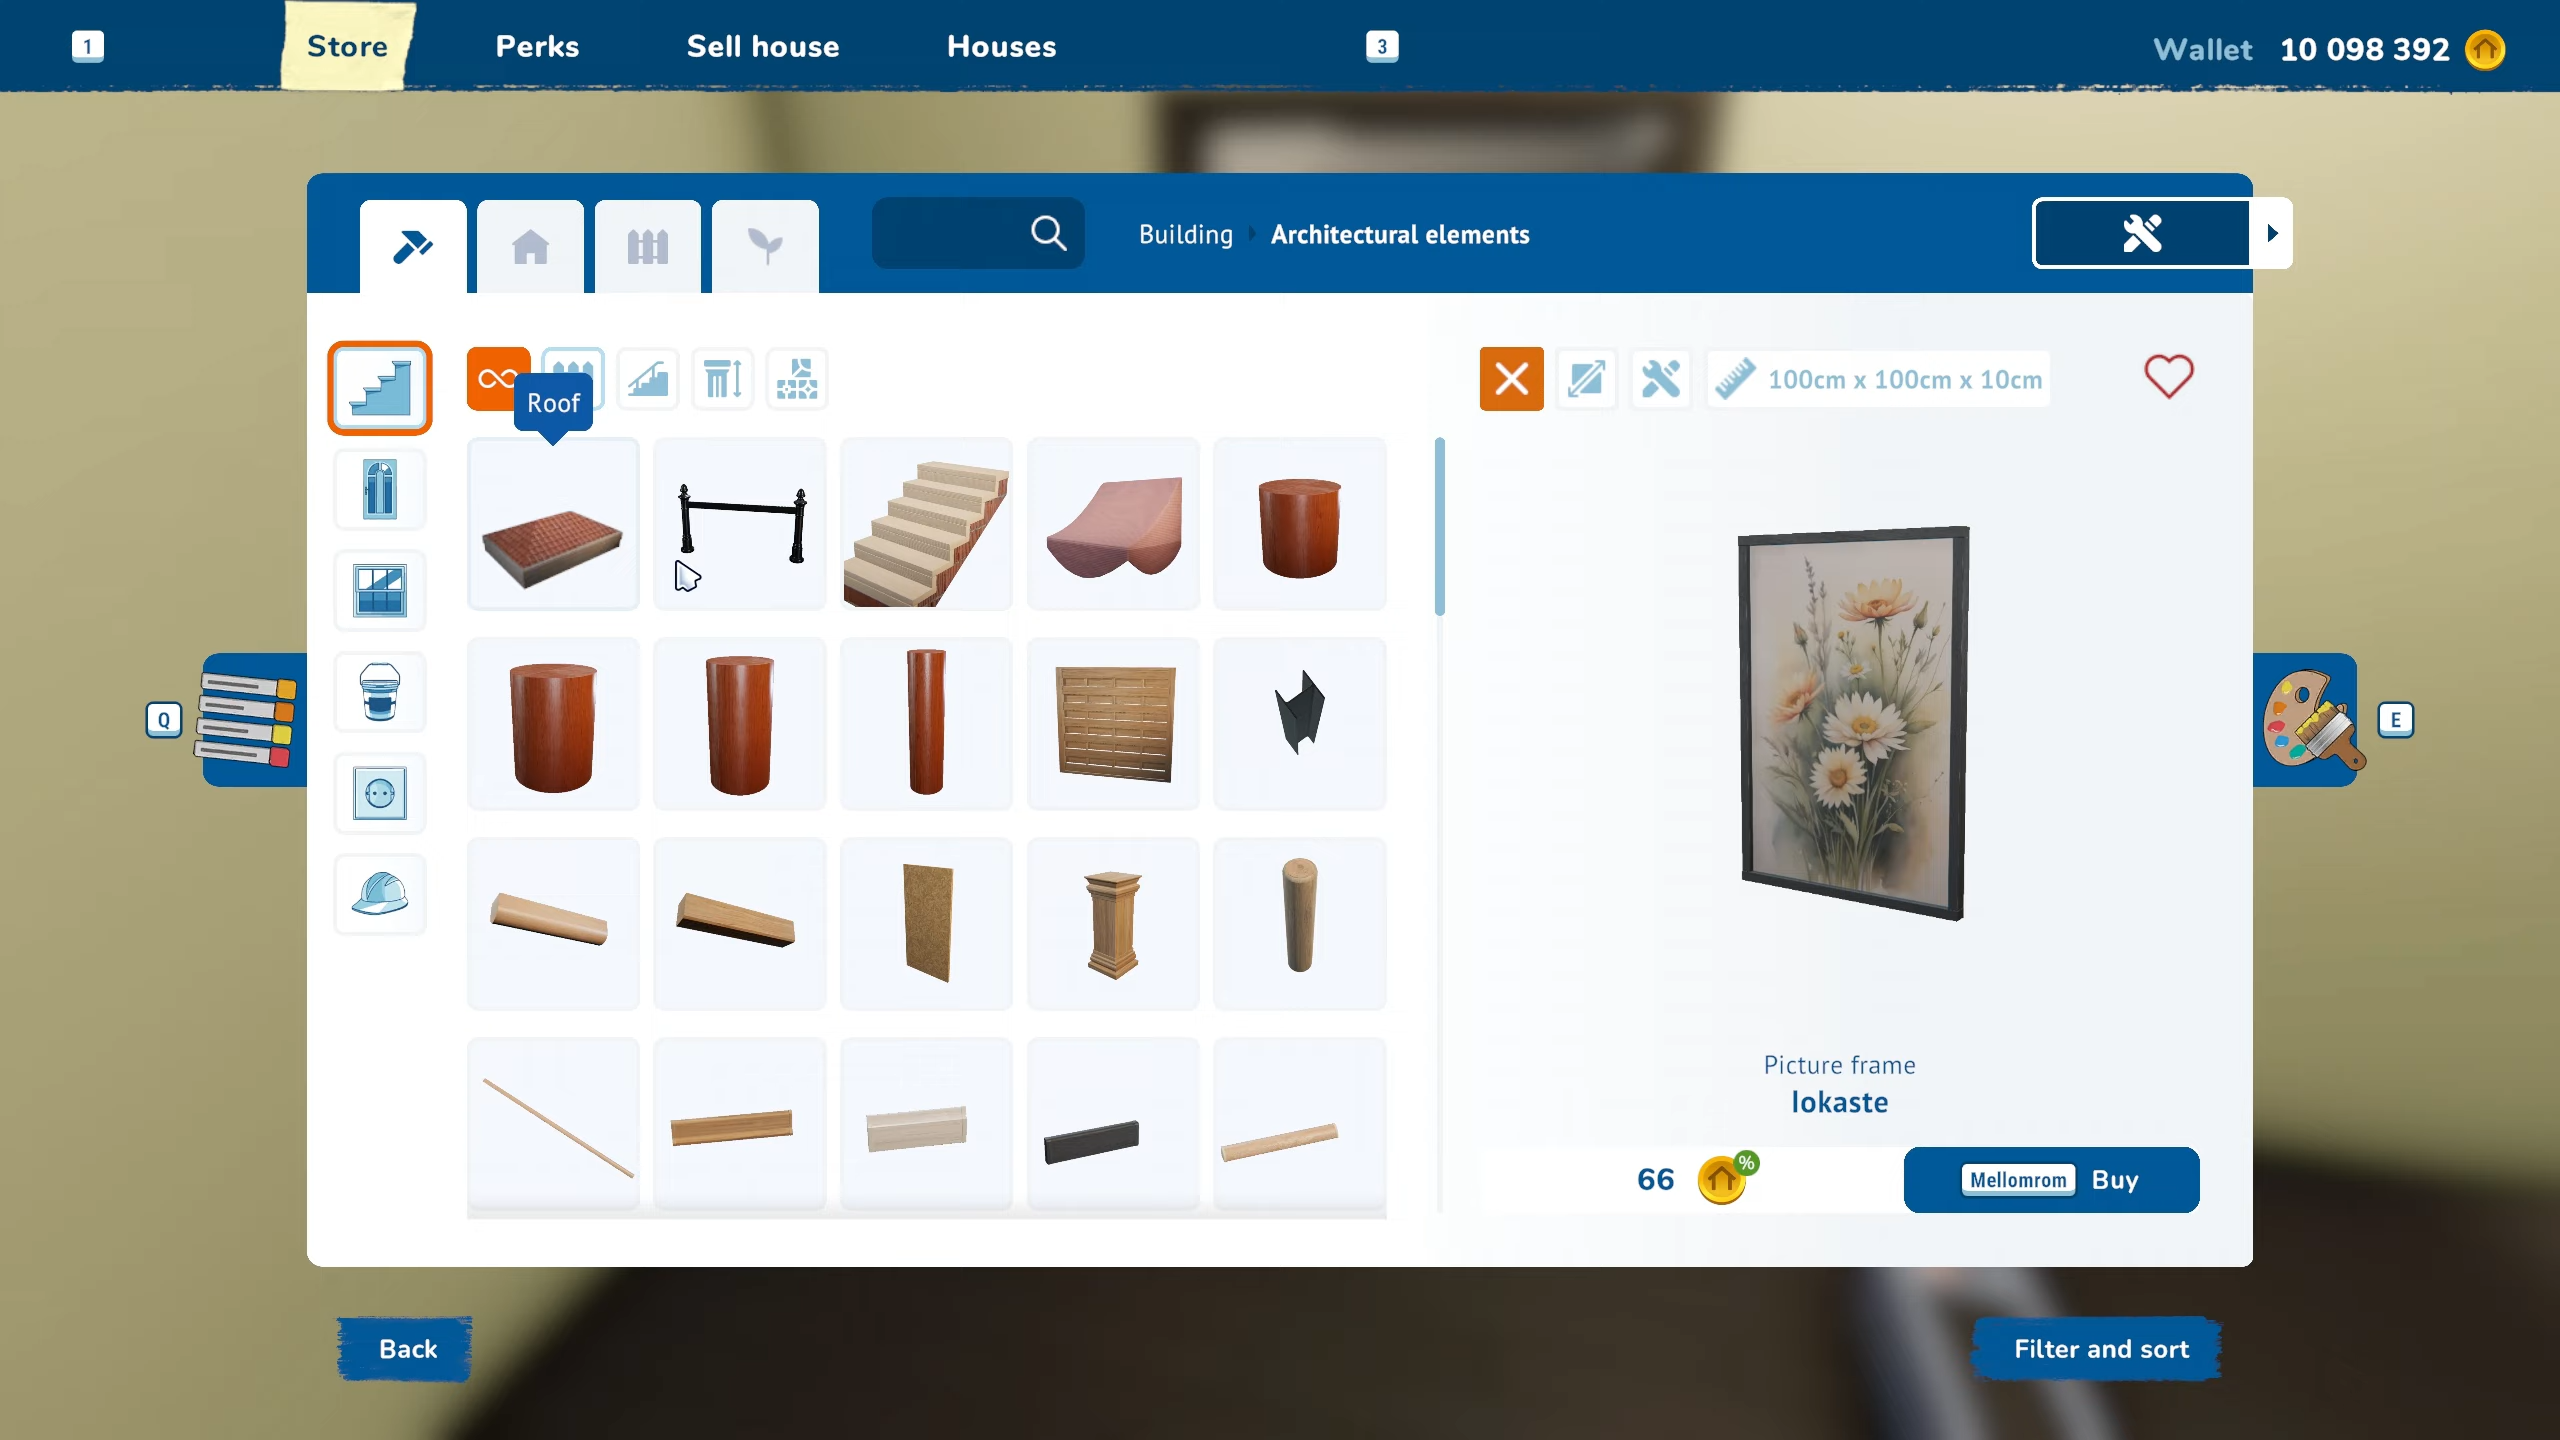 1
Store
Perks
Sell house
Houses
3
Wallet 10 098 392
Building
Architectural elements
Roof
100cm x 100cm x 10cm
Q
E
Picture frame
Iokaste
66
%
Mellomrom
Buy
Back
Filter and sort